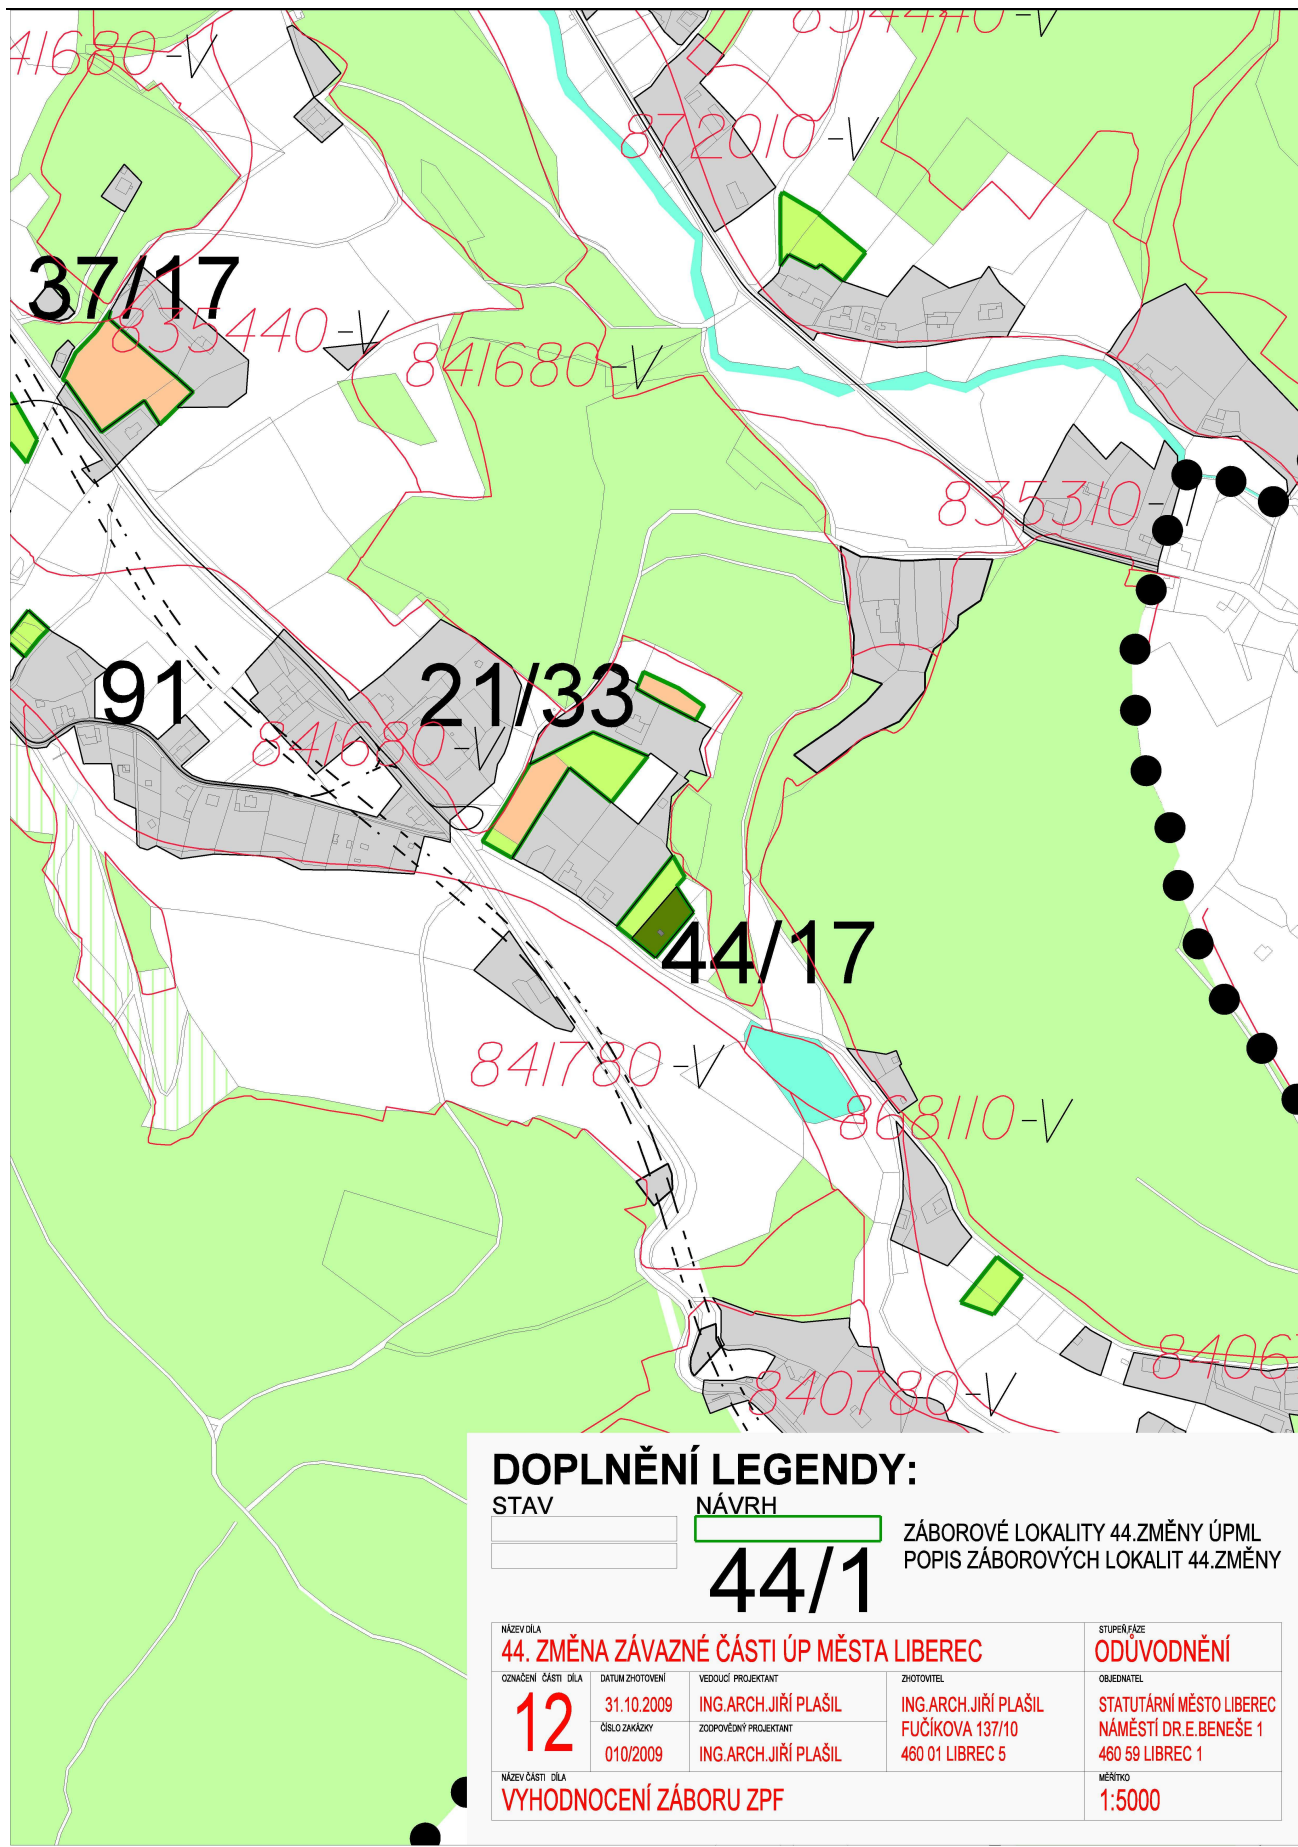 41680-V
834440-V
872010-V
37/17
835440-V
841680-V
835310-
91
21/33
841680-V
44/17
841780-V
868110-V
840780-V
DOPLNĚNÍ LEGENDY:
STAV
NÁVRH
ZÁBOROVÉ LOKALITY 44.ZMĚNY ÚPML
44/1
POPIS ZÁBOROVÝCH LOKALIT 44.ZMĚNY
NÁZEV DÍLA
44. ZMĚNA ZÁVAZNÉ ČÁSTI ÚP MĚSTA LIBEREC
STUPEŇ,FÁZE
ODŮVODNĚNÍ
OZNAČENÍ ČÁSTI DÍLA
12
DATUM ZHOTOVENÍ
31.10.2009
ČÍSLO ZAKÁZKY
010/2009
VEDOUCÍ PROJEKTANT
ING.ARCH.JIŘÍ PLAŠIL
ZODPOVĚDNÝ PROJEKTANT
ING.ARCH.JIŘÍ PLAŠIL
ZHOTOVITEL
ING.ARCH.JIŘÍ PLAŠIL
FUČÍKOVA 137/10
460 01 LIBREC 5
OBJEDNATEL
STATUTÁRNÍ MĚSTO LIBEREC
NÁMĚSTÍ DR.E.BENEŠE 1
460 59 LIBREC 1
NÁZEV ČÁSTI DÍLA
VYHODNOCENÍ ZÁBORU ZPF
MĚŘÍTKO
1:5000